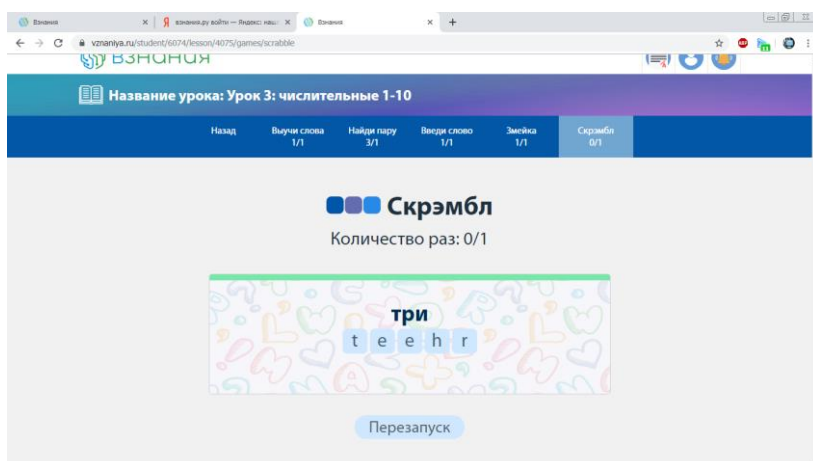 Взнания
взнания.ру войти — Яндекс: наш
Взнания
vznaniya.ru/student/6074/lesson/4075/games/scrabble
ВЗНАНИЯ
Название урока: Урок 3: числительные 1-10
Назад
Выучи слова
1/1
Найди пару
3/1
Введи слово
1/1
Змейка
1/1
Скрэмбл
0/1
Скрэмбл
Количество раз: 0/1
три
t e e h r
Перезапуск